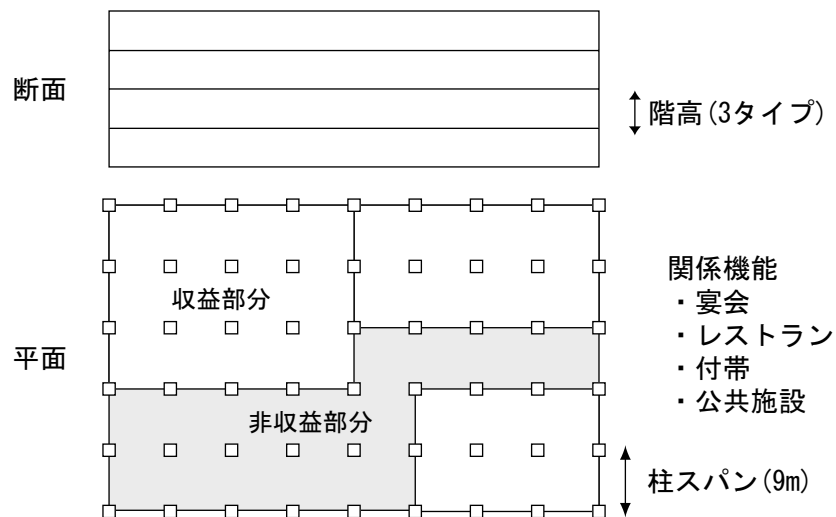 断面
階高(3タイプ)
収益部分
関係機能
・宴会
・レストラン
・付帯
・公共施設
平面
非収益部分
柱スパン(9m)